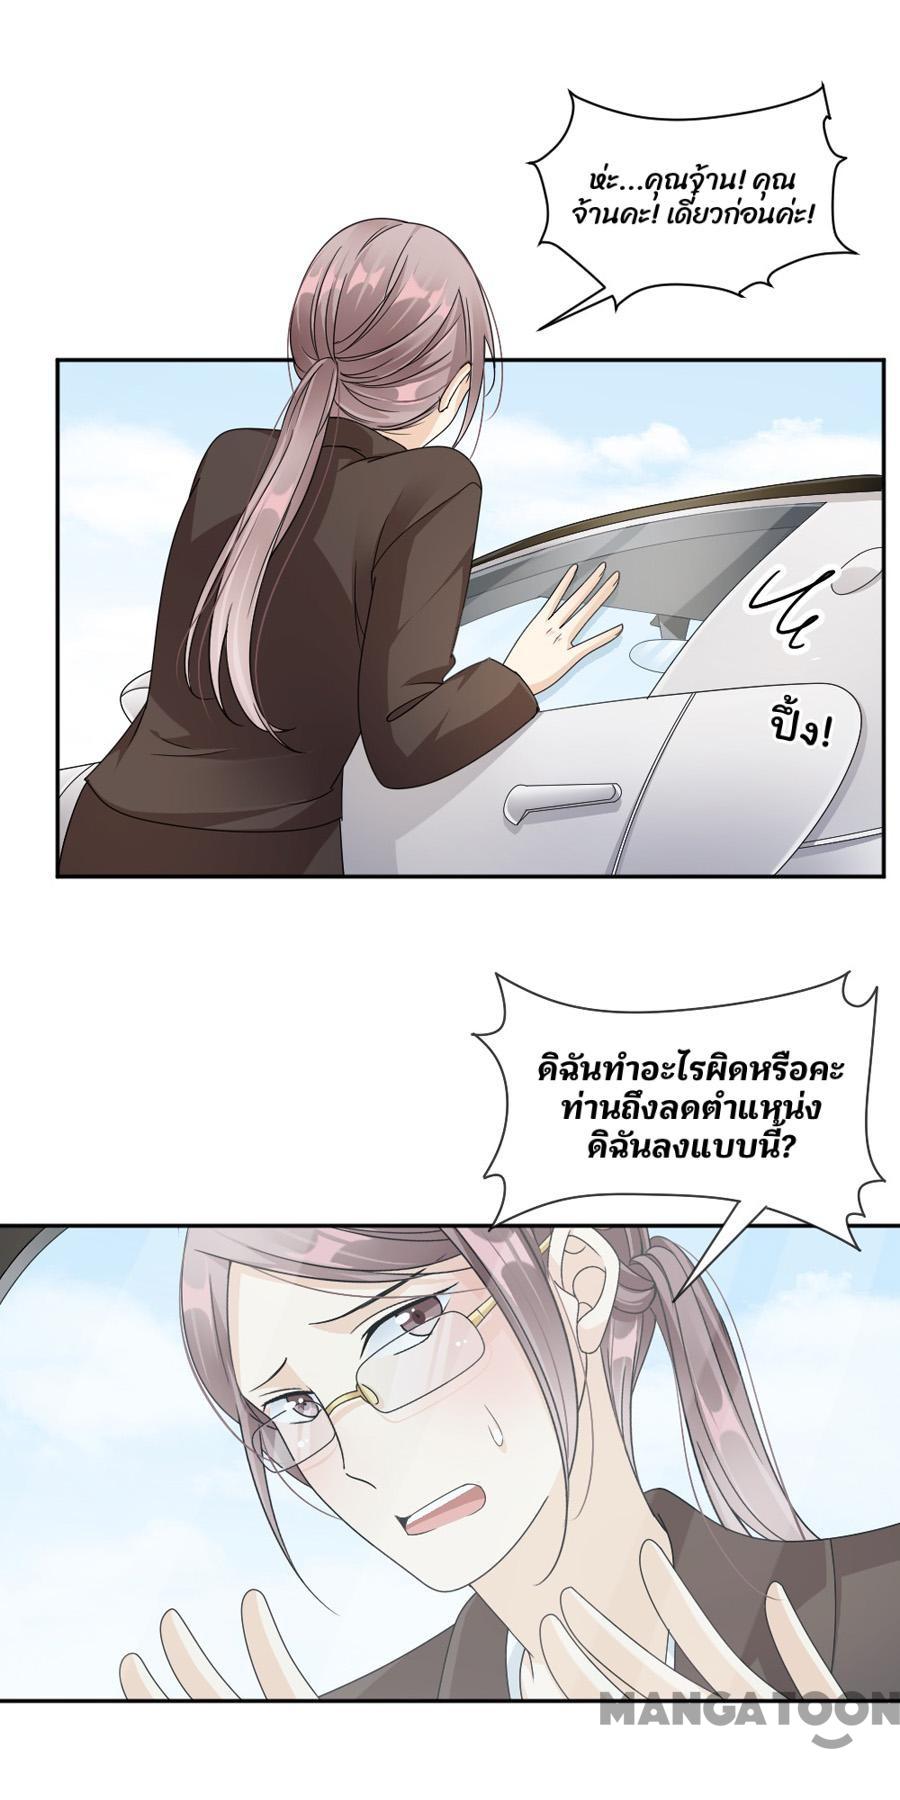 ห่ะ...คุณจ้าน! คุณ
จ้านคะ! เดี๋ยวก่อนค่ะ!
ปึ้ง!
ดิฉันทำอะไรผิดหรือคะ
ท่านถึงลดตำแหน่ง
ดิฉันลงแบบนี้?
MANGATOON